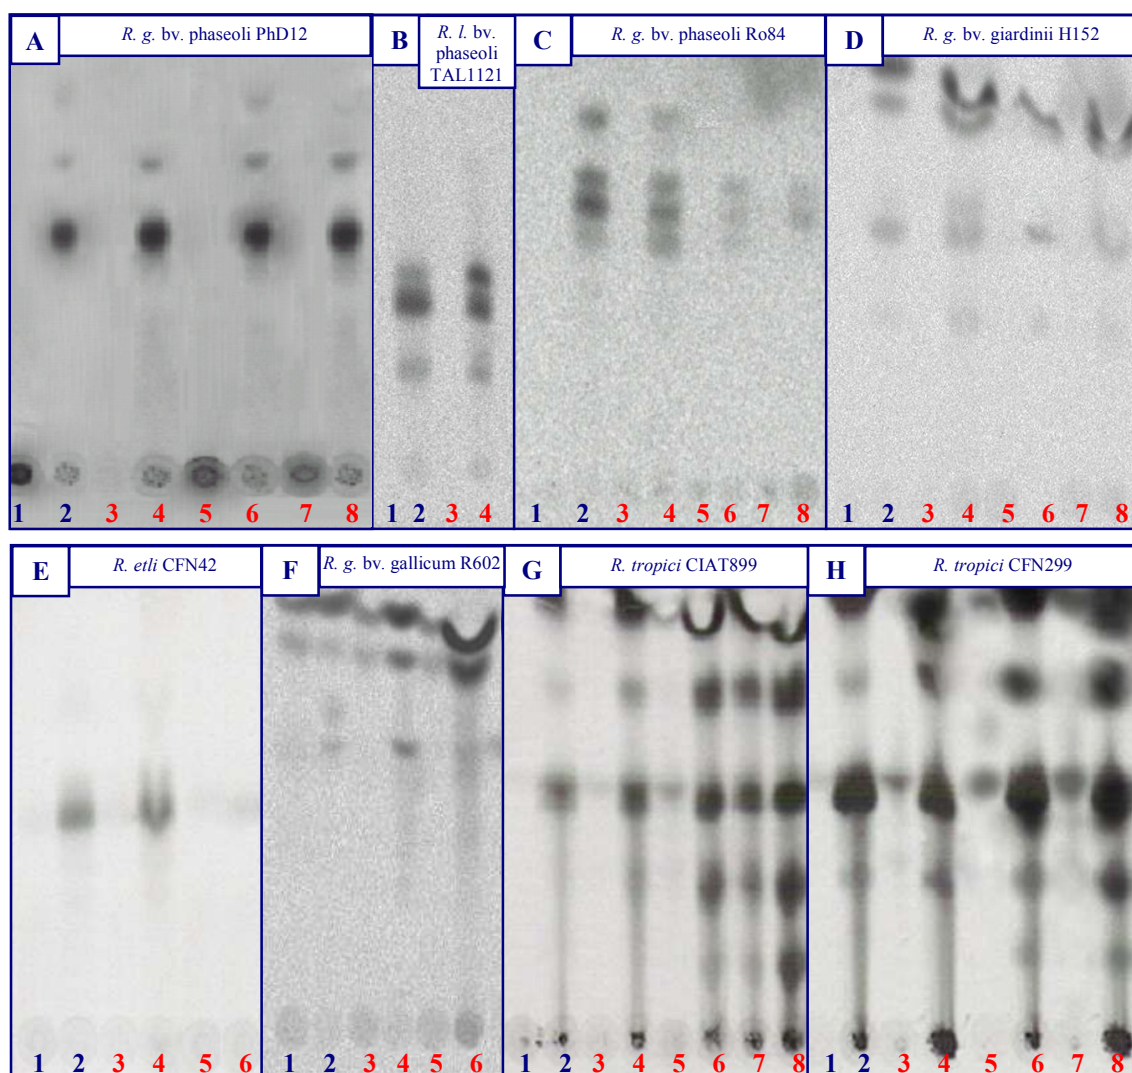 A
R. g. bv. phaseoli PhD12
B
R. l. bv.
phaseoli
TAL1121
C
R. g. bv. phaseoli Ro84
D
R. g. bv. giardinii H152
1 2 3 4 5 6 7 8
1 2 3 4
1 2 3 4 5 6 7 8
1 2 3 4 5 6 7 8
E
R. etli CFN42
F
R. g. bv. gallicum R602
G
R. tropici CIAT899
H
R. tropici CFN299
1 2 3 4 5 6
1 2 3 4 5 6
1 2 3 4 5 6 7 8
1 2 3 4 5 6 7 8